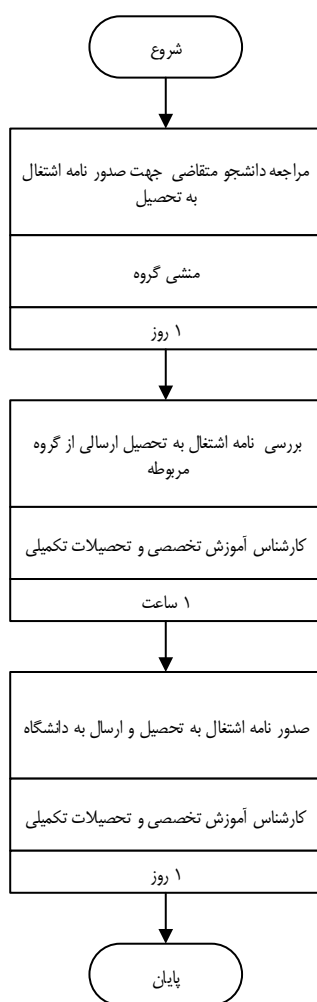 شروع
مراجعه دانشجو متقاضی جهت صدور نامه اشتغال
به تحصیل
منشی گروه
۱ روز
بررسی نامه اشتغال به تحصیل ارسالی از گروه
مربوطه
کارشناس آموزش تخصصی و تحصیلات تکمیلی
۱ ساعت
صدور نامه اشتغال به تحصیل و ارسال به دانشگاه
کارشناس آموزش تخصصی و تحصیلات تکمیلی
۱ روز
پایان